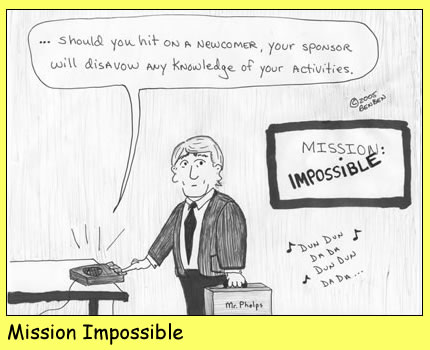 ... Should you hit on a newcomer, your sponsor
will disavow any knowledge of your activities.
©2005
BENBEN
MISSION:
IMPOSSIBLE
♪ DUN DUN ♪
DA DA
♪ DUN DUN
DA DA...
Mr. Phelps
Mission Impossible